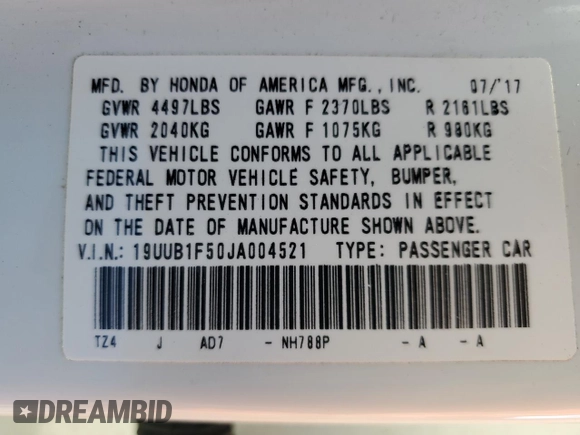 MFD. BY HONDA OF AMERICA MFG., INC. 07/'17
GVWR 4497LBS GAWR F 2370LBS R 2161LBS
GVWR 2040KG GAWR F 1075KG R 980KG
THIS VEHICLE CONFORMS TO ALL APPLICABLE
FEDERAL MOTOR VEHICLE SAFETY, BUMPER,
AND THEFT PREVENTION STANDARDS IN EFFECT
ON THE DATE OF MANUFACTURE SHOWN ABOVE.
V.I.N.: 19UUB1F50JA004521 TYPE: PASSENGER CAR
TZ4 J AD7 - NH788P - A - A
DREAMBID